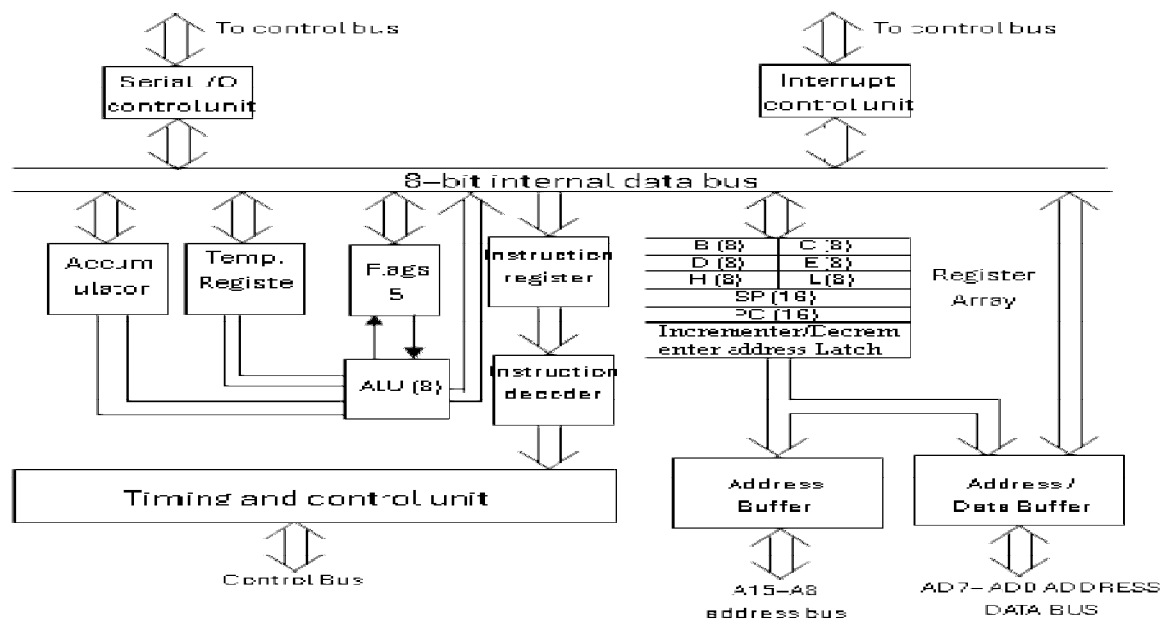 To control bus
To control bus
Serial I/O
control unit
Interrupt
control unit
8-bit internal data bus
Accum
ulator
Temp.
Registe
Flags
5
Instruction
register
B (8) C (8)
D (8) E (8)
H (8) L (8)
SP (16)
PC (16)
Incrementer/Decrem
enter address Latch
Register
Array
ALU (8)
Instruction
decoder
Timing and control unit
Address
Buffer
Address /
Data Buffer
Control Bus
A15-A8
address bus
AD7-AD0 ADDRESS
DATA BUS